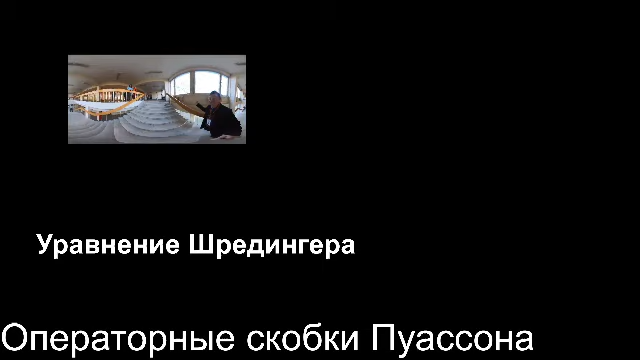 Уравнение Шредингера
Операторные скобки Пуассона